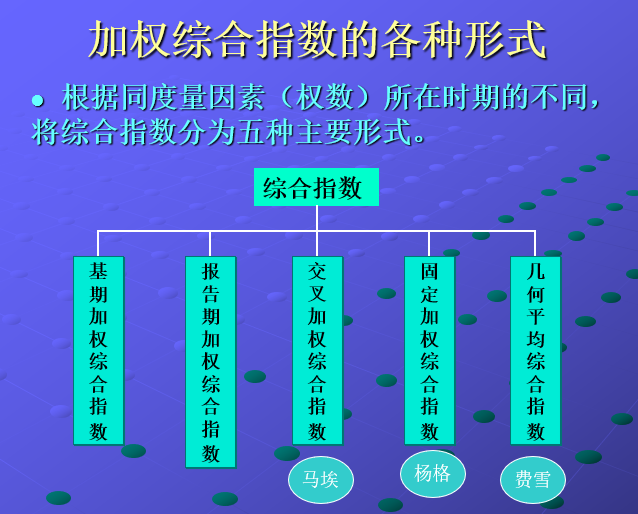 加权综合指数的各种形式
● 根据同度量因素（权数）所在时期的不同，
将综合指数分为五种主要形式。
综合指数
基期加权综合指数
报告期加权综合指数
交叉加权综合指数
固定加权综合指数
几何平均综合指数
马埃
杨格
费雪